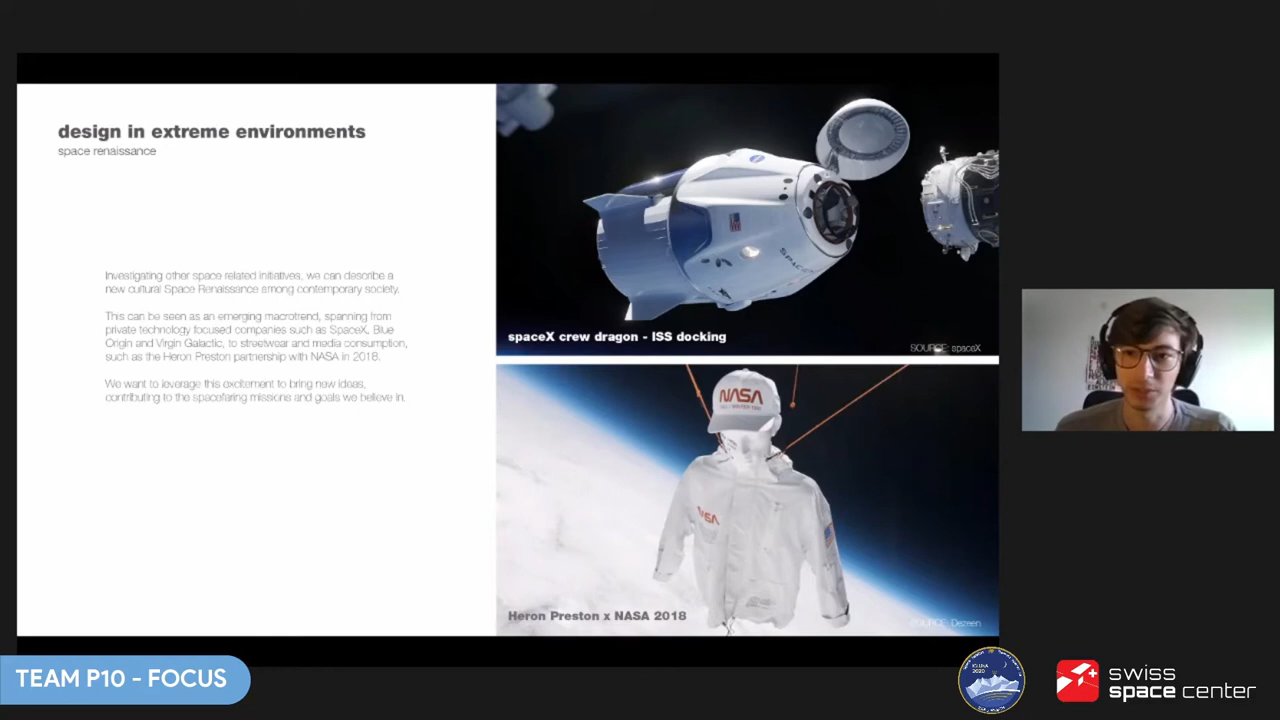 design in extreme environments
space renaissance
Investigating other space related initiatives, we can describe a
new cultural Space Renaissance among contemporary society.
This can be seen as an emerging macrotrend, spanning from
private technology focused companies such as SpaceX, Blue
Origin and Virgin Galactic, to streetwear and media consumption,
such as the Heron Preston partnership with NASA in 2018.
We want to leverage this excitement to bring new ideas,
contributing to the spacefaring missions and goals we believe in.
SPACEX
spaceX crew dragon - ISS docking
SOURCE: spaceX
NASA
NASA
Heron Preston x NASA 2018
SOURCE: Dezeen
TEAM P10 - FOCUS
IGLUNA
2020
swiss
space center